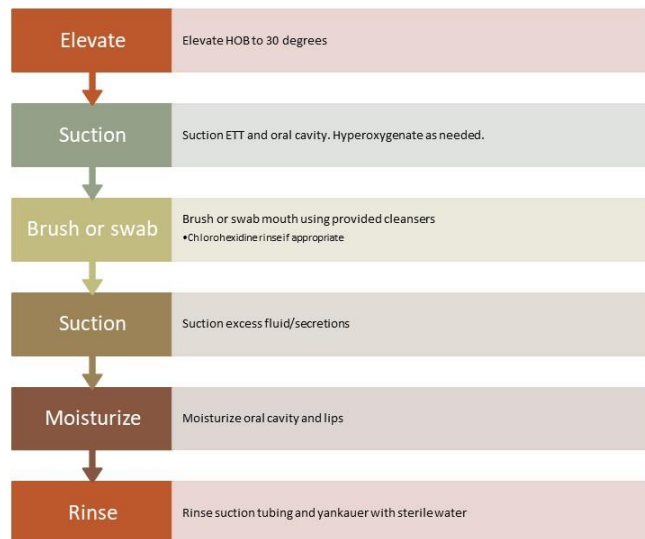 Elevate
Elevate HOB to 30 degrees
Suction
Suction ETT and oral cavity. Hyperoxygenate as needed.
Brush or swab
Brush or swab mouth using provided cleansers
•Chlorohexidine rinse if appropriate
Suction
Suction excess fluid/secretions
Moisturize
Moisturize oral cavity and lips
Rinse
Rinse suction tubing and yankauer with sterile water